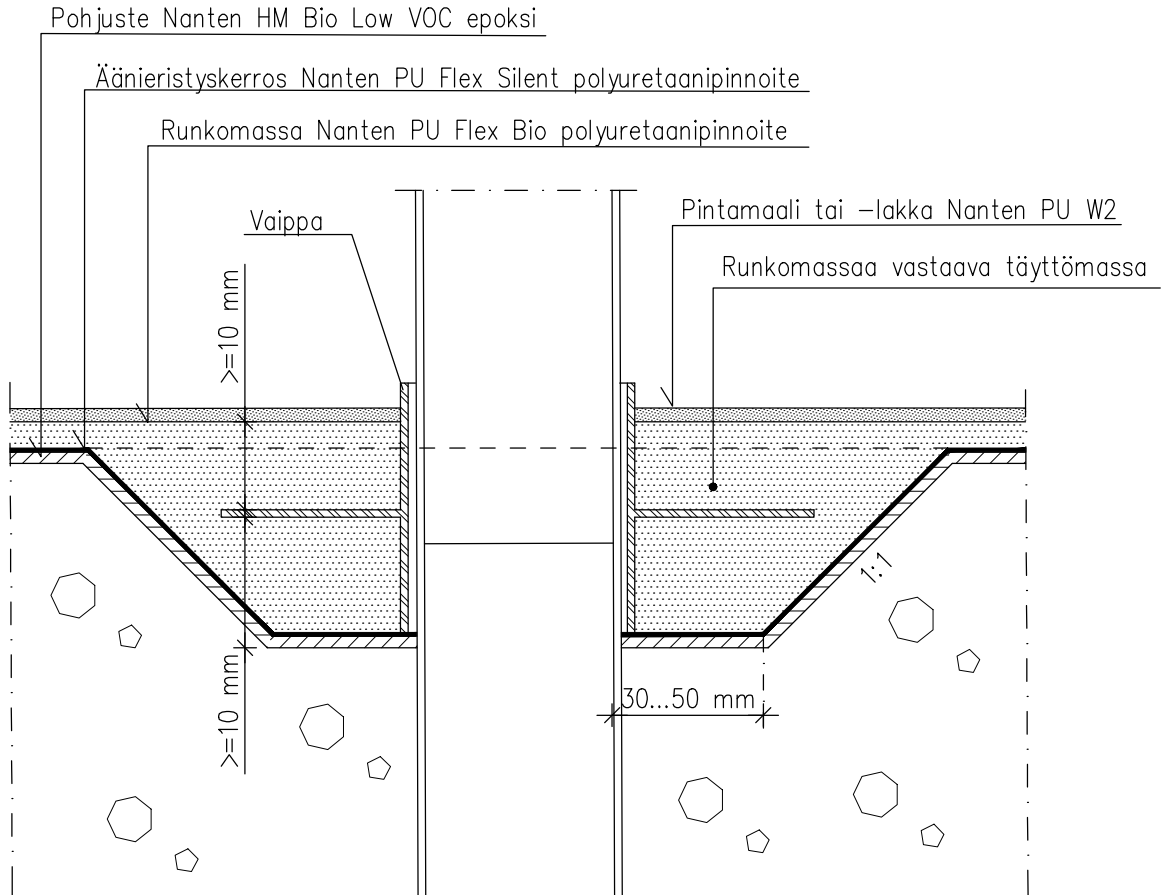 Pohjuste Nanten HM Bio Low VOC epoksi
Äänieristyskerros Nanten PU Flex Silent polyuretaanipinnoite
Runkomassa Nanten PU Flex Bio polyuretaanipinnoite
Vaippa
Pintamaali tai -lakka Nanten PU W2
Runkomassaa vastaava täyttömassa
>=10 mm
1:1
>=10 mm
30...50 mm